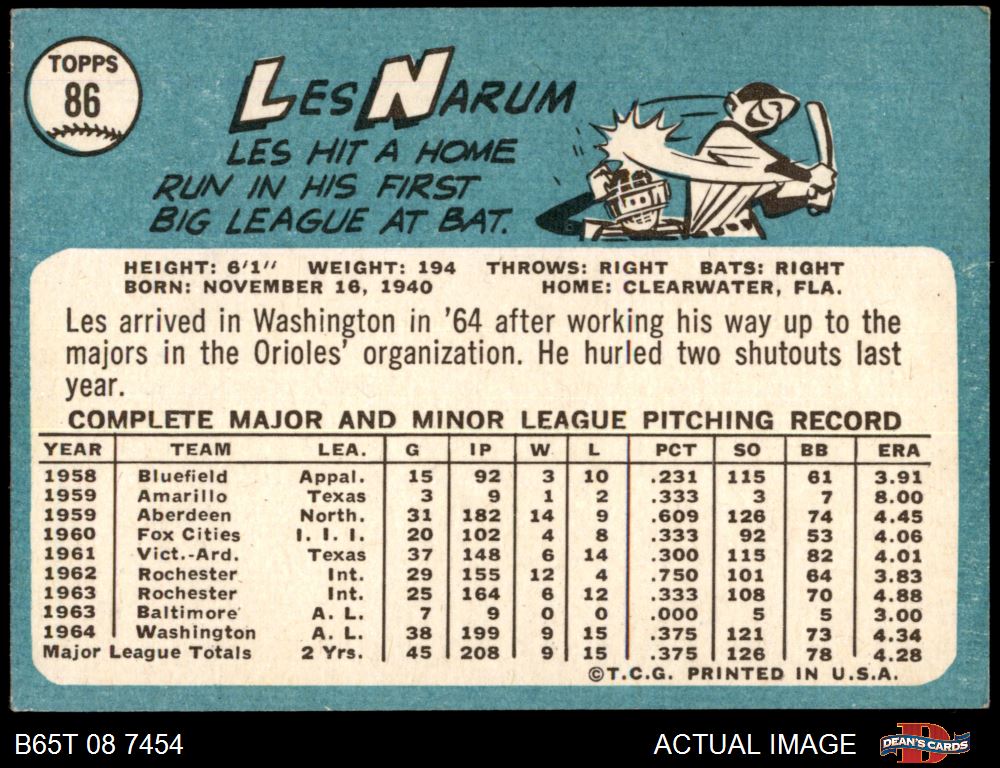 TOPPS
86
LES NARUM
LES HIT A HOME
RUN IN HIS FIRST
BIG LEAGUE AT BAT.
HEIGHT: 6'1" WEIGHT: 194 THROWS: RIGHT BATS: RIGHT
BORN: NOVEMBER 16, 1940 HOME: CLEARWATER, FLA.
Les arrived in Washington in '64 after working his way up to the
majors in the Orioles' organization. He hurled two shutouts last
year.
COMPLETE MAJOR AND MINOR LEAGUE PITCHING RECORD
YEAR TEAM LEA. G IP W L PCT SO BB ERA
1958 Bluefield Appal. 15 92 3 10 .231 115 61 3.91
1959 Amarillo Texas 3 9 1 2 .333 3 7 8.00
1959 Aberdeen North. 31 182 14 9 .609 126 74 4.45
1960 Fox Cities I. I. I. 20 102 4 8 .333 92 53 4.06
1961 Vict.-Ard. Texas 37 148 6 14 .300 115 82 4.01
1962 Rochester Int. 29 155 12 4 .750 101 64 3.83
1963 Rochester Int. 25 164 6 12 .333 108 70 4.88
1963 Baltimore A. L. 7 9 0 0 .000 5 5 3.00
1964 Washington A. L. 38 199 9 15 .375 121 73 4.34
Major League Totals 2 Yrs. 45 208 9 15 .375 126 78 4.28
©T.C.G. PRINTED IN U.S.A.
B65T 08 7454 ACTUAL IMAGE DEAN'S CARDS